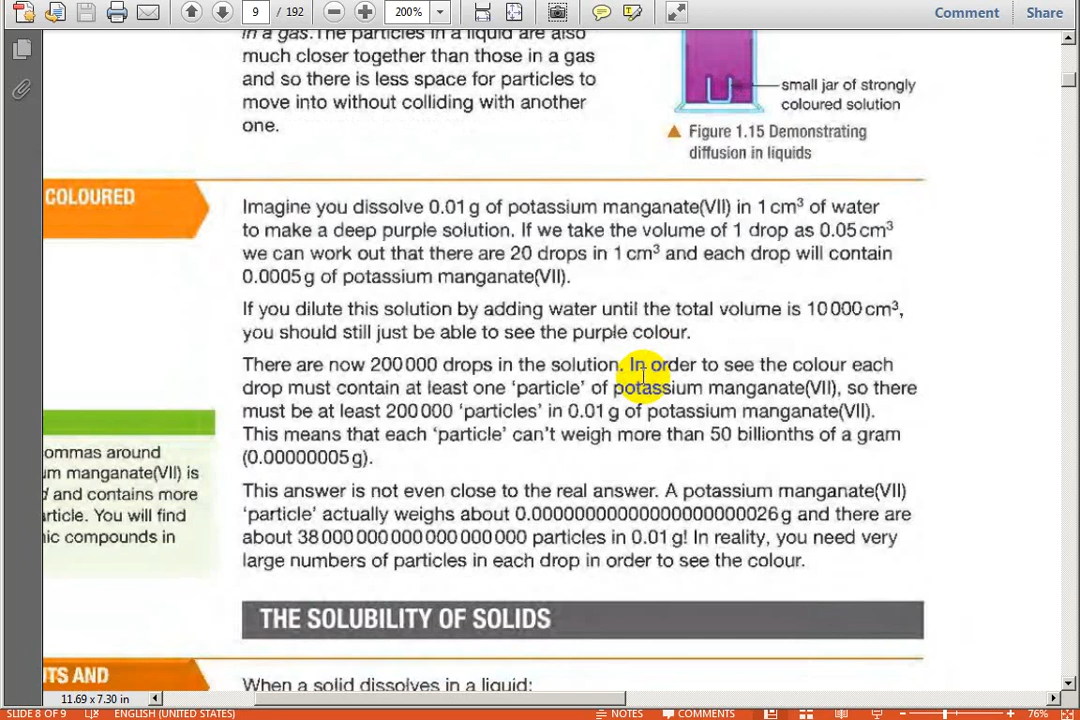 9 / 192
200%
Comment
Share
in a gas. The particles in a liquid are also
much closer together than those in a gas
and so there is less space for particles to
move into without colliding with another
one.
small jar of strongly
coloured solution
Figure 1.15 Demonstrating
diffusion in liquids
COLOURED
Imagine you dissolve 0.01 g of potassium manganate(VII) in 1 cm³ of water
to make a deep purple solution. If we take the volume of 1 drop as 0.05 cm³
we can work out that there are 20 drops in 1 cm³ and each drop will contain
0.0005 g of potassium manganate(VII).
If you dilute this solution by adding water until the total volume is 10 000 cm³,
you should still just be able to see the purple colour.
There are now 200 000 drops in the solution. In order to see the colour each
drop must contain at least one ‘particle’ of potassium manganate(VII), so there
must be at least 200 000 ‘particles’ in 0.01 g of potassium manganate(VII).
This means that each ‘particle’ can’t weigh more than 50 billionths of a gram
(0.00000005 g).
ommas around
um manganate(VII) is
d and contains more
article. You will find
nic compounds in
This answer is not even close to the real answer. A potassium manganate(VII)
‘particle’ actually weighs about 0.00000000000000000000026 g and there are
about 38 000 000 000 000 000 000 particles in 0.01 g! In reality, you need very
large numbers of particles in each drop in order to see the colour.
THE SOLUBILITY OF SOLIDS
UTS AND
When a solid dissolves in a liquid:
11.69 x 7.30 in
SLIDE 8 OF 9
ENGLISH (UNITED STATES)
NOTES
COMMENTS
76%